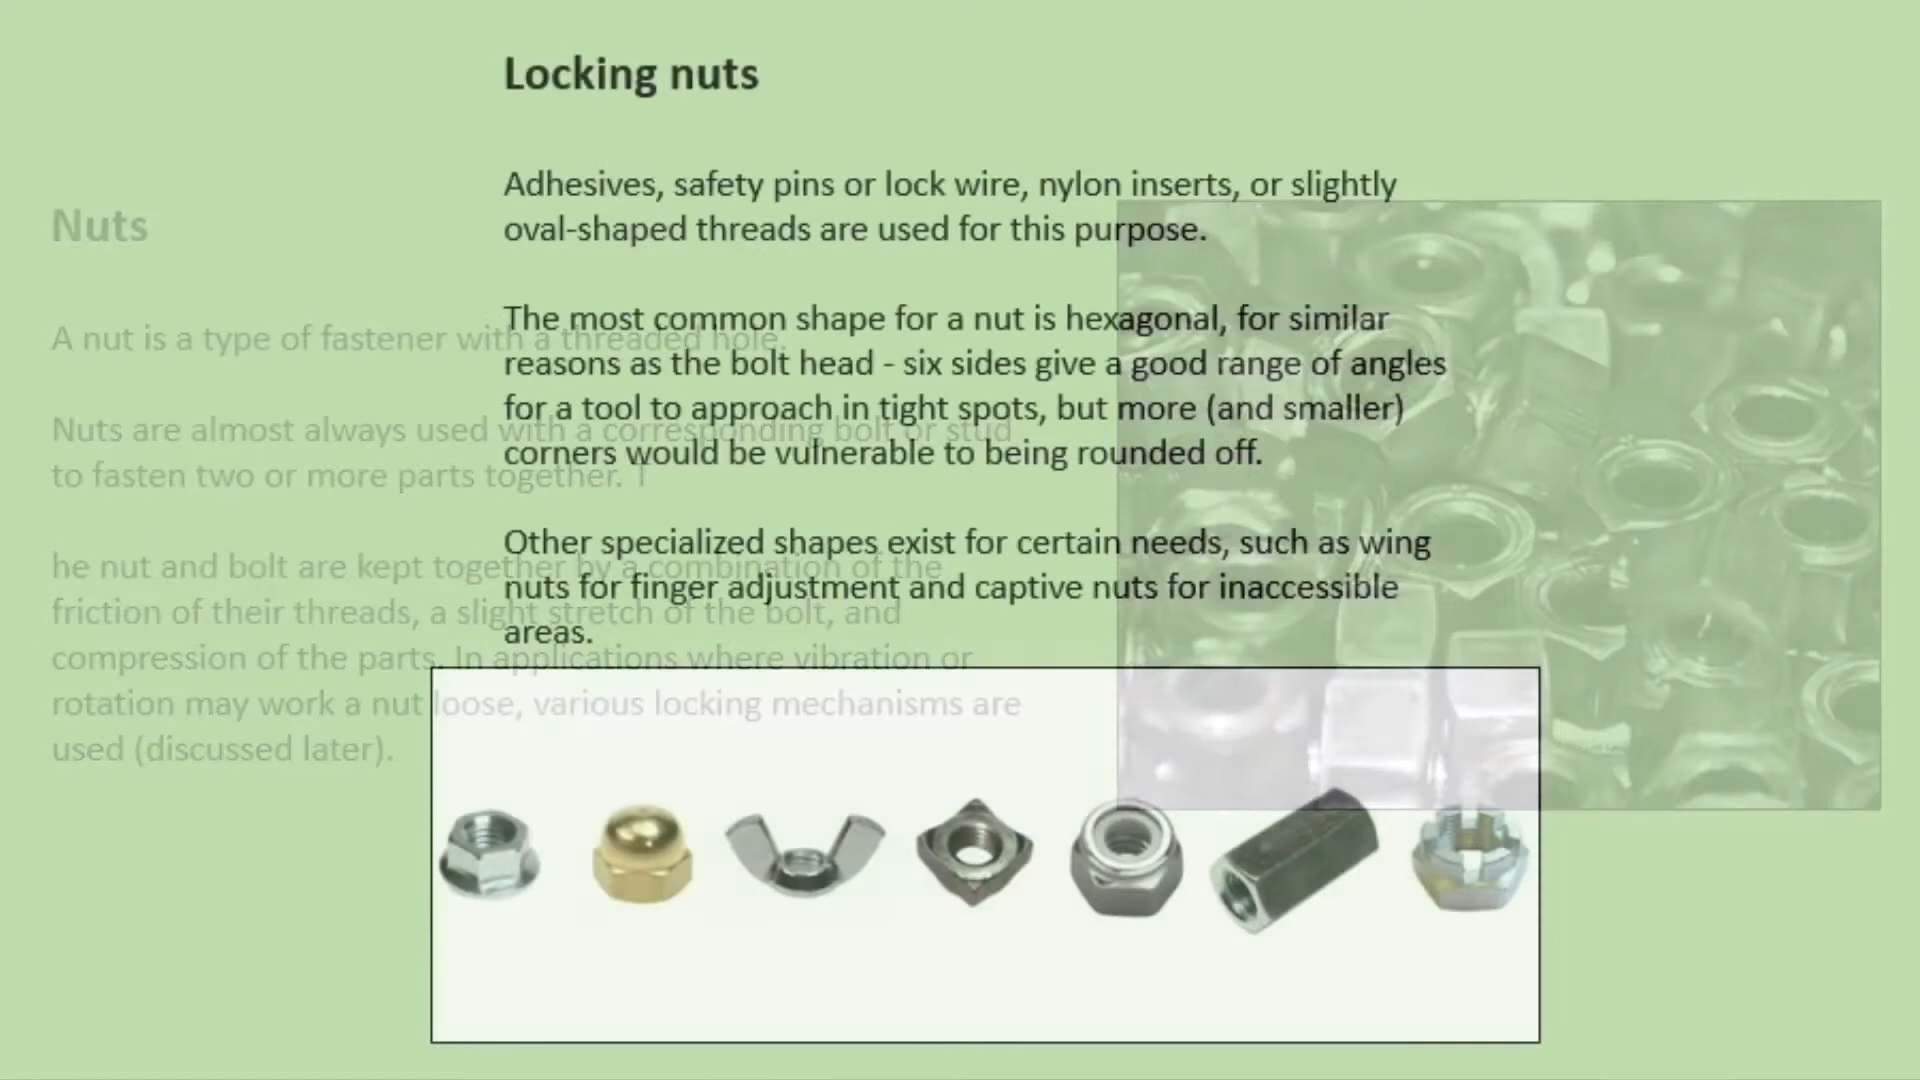 Locking nuts
Adhesives, safety pins or lock wire, nylon inserts, or slightly
oval-shaped threads are used for this purpose.
The most common shape for a nut is hexagonal, for similar
reasons as the bolt head - six sides give a good range of angles
for a tool to approach in tight spots, but more (and smaller)
corners would be vulnerable to being rounded off.
Other specialized shapes exist for certain needs, such as wing
nuts for finger adjustment and captive nuts for inaccessible
areas.
Nuts
A nut is a type of fastener with a threaded hole.
Nuts are almost always used with a corresponding bolt or stud
to fasten two or more parts together. T
he nut and bolt are kept together by a combination of the
friction of their threads, a slight stretch of the bolt, and
compression of the parts. In applications where vibration or
rotation may work a nut loose, various locking mechanisms are
used (discussed later).